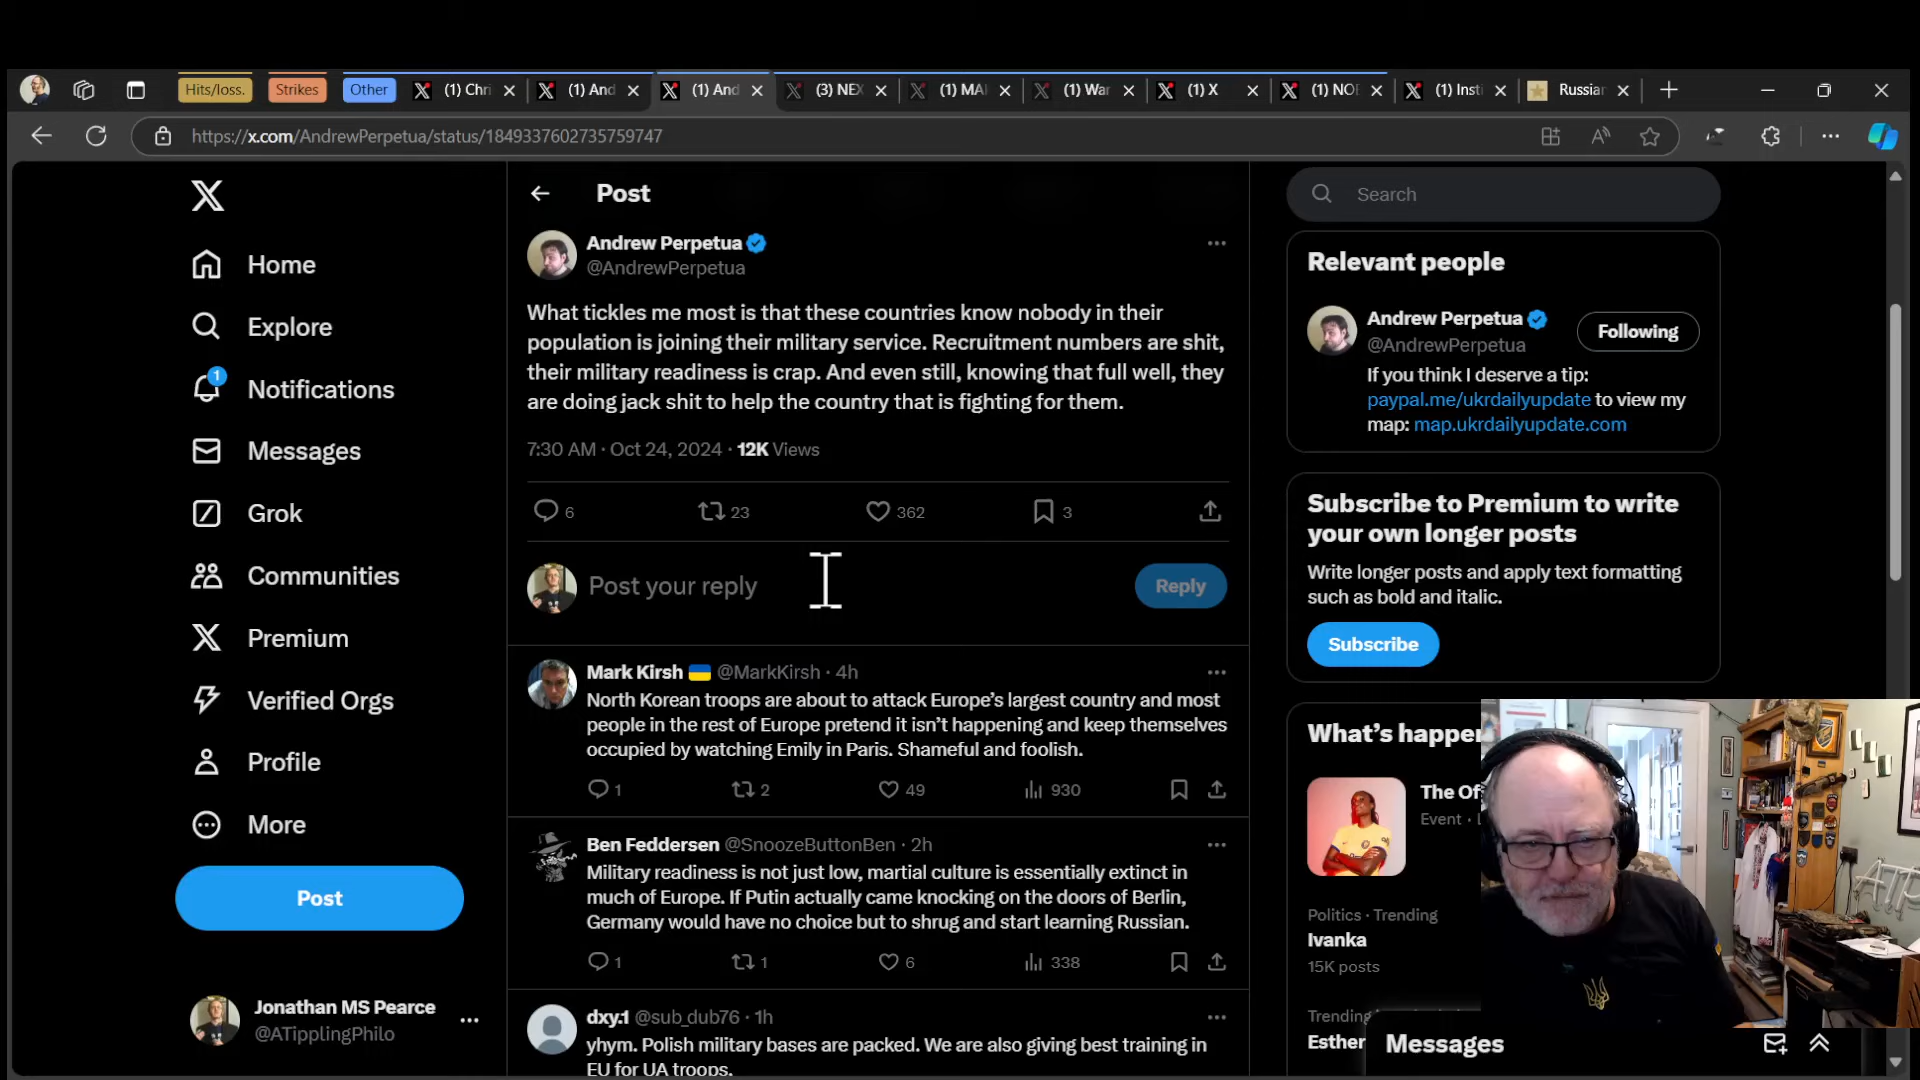 Hits/loss.
Strikes
Other
(1) Chri
(1) And
(1) And
(3) NEX
(1) MAI
(1) War
(1) X
(1) NOE
(1) Insti
Russian
https://x.com/AndrewPerpetua/status/1849337602735759747
Home
Explore
1
Notifications
Messages
Grok
Communities
Premium
Verified Orgs
Profile
More
Post
Jonathan MS Pearce
@ATipplingPhilo
Post
Andrew Perpetua
@AndrewPerpetua
What tickles me most is that these countries know nobody in their
population is joining their military service. Recruitment numbers are shit,
their military readiness is crap. And even still, knowing that full well, they
are doing jack shit to help the country that is fighting for them.
7:30 AM · Oct 24, 2024 · 12K Views
6 23 362 3
Post your reply
Reply
Mark Kirsh 🇺🇦 @MarkKirsh · 4h
North Korean troops are about to attack Europe's largest country and most
people in the rest of Europe pretend it isn't happening and keep themselves
occupied by watching Emily in Paris. Shameful and foolish.
1 2 49 930
Ben Feddersen @SnoozeButtonBen · 2h
Military readiness is not just low, martial culture is essentially extinct in
much of Europe. If Putin actually came knocking on the doors of Berlin,
Germany would have no choice but to shrug and start learning Russian.
1 1 6 338
dxy.1 @sub_dub76 · 1h
yhym. Polish military bases are packed. We are also giving best training in
EU for UA troops.
Search
Relevant people
Andrew Perpetua
@AndrewPerpetua
Following
If you think I deserve a tip:
paypal.me/ukrdailyupdate to view my
map: map.ukrdailyupdate.com
Subscribe to Premium to write
your own longer posts
Write longer posts and apply text formatting
such as bold and italic.
Subscribe
What's happe
The Of
Event · L
Politics · Trending
Ivanka
15K posts
Trending
Esther
Messages